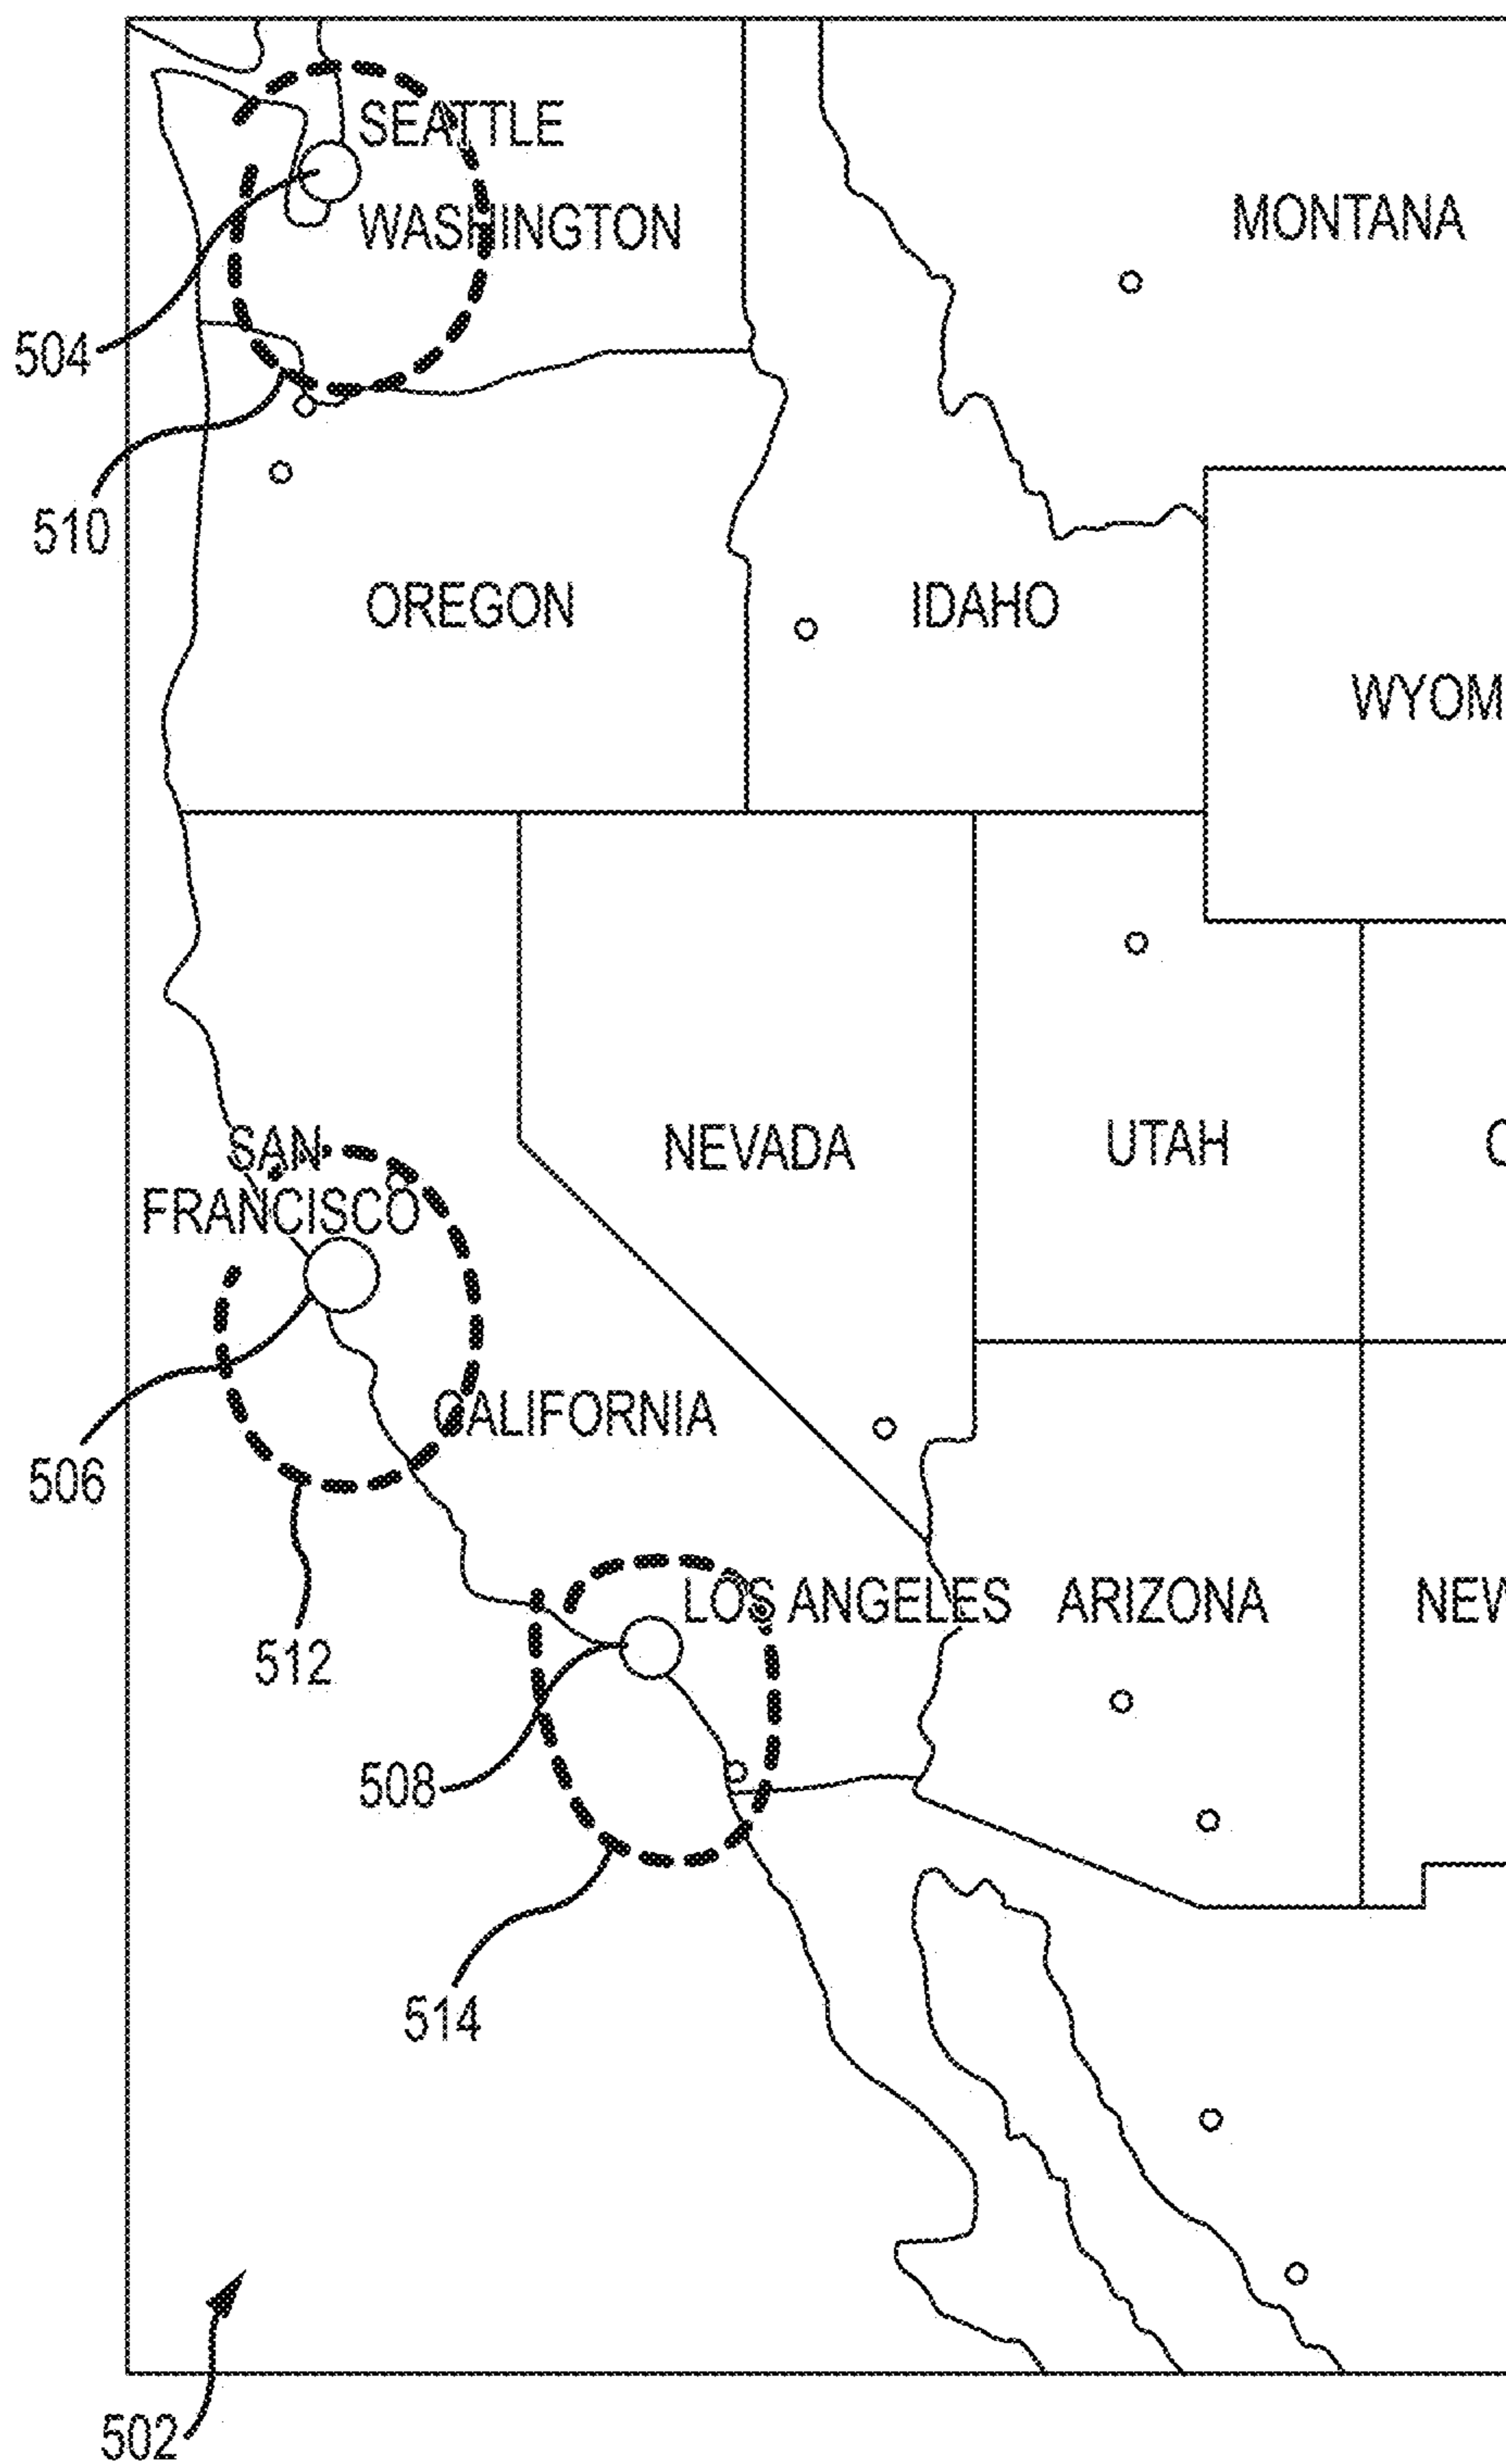 SEATTLE
WASHINGTON
MONTANA
504
510
OREGON
IDAHO
WYOM
SAN
FRANCISCO
NEVADA
UTAH
CALIFORNIA
506
512
LOS ANGELES
ARIZONA
NEW
508
514
502